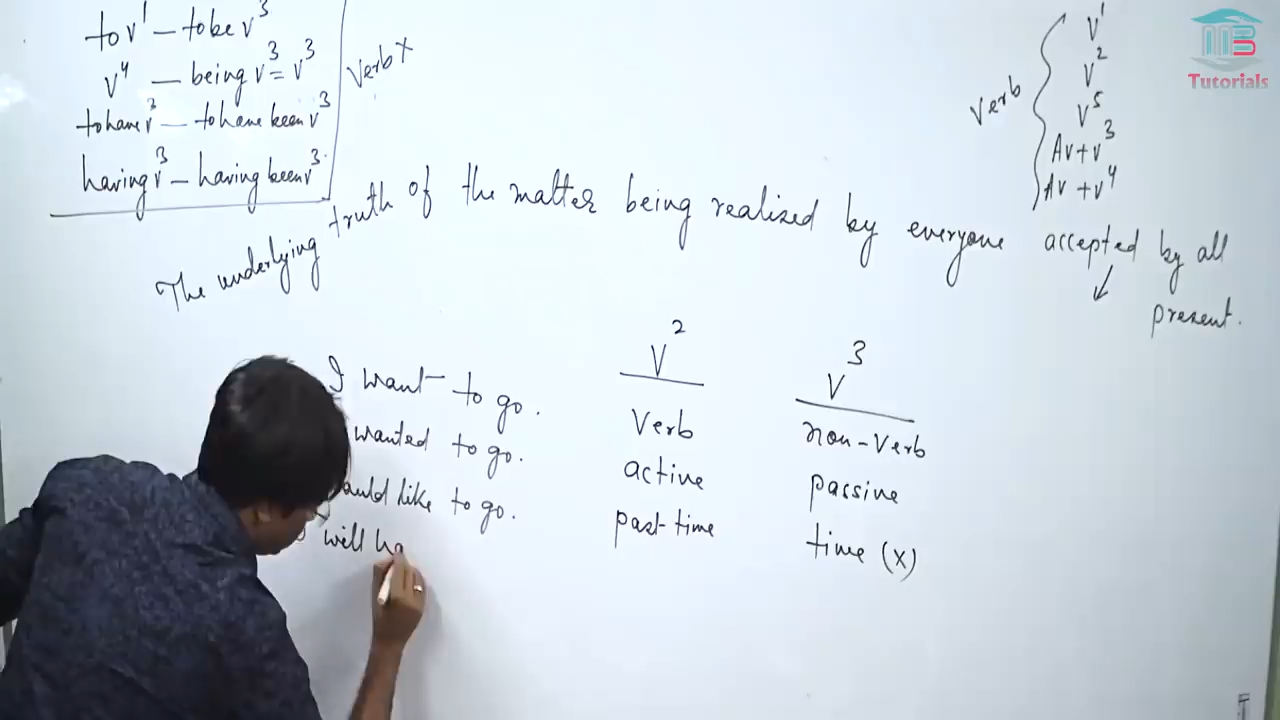 to v¹ – to be v³
v⁴ — being v³ = v³
to have v³ — to have been v³
having v³ – having been v³.
verb x
verb
v¹
v²
v⁵
Av + v³
Av + v⁴
MB
Tutorials
The underlying truth of the matter being realized by everyone accepted by all
present.
I want to go.
wanted to go.
would like to go.
will ha
V²
Verb
active
past time
V³
non-verb
passive
time (x)